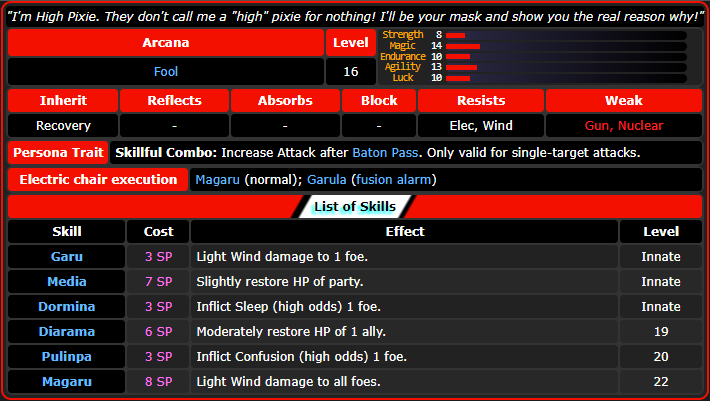 "I'm High Pixie. They don't call me a "high" pixie for nothing! I'll be your mask and show you the real reason why!"
Arcana Level
Fool 16
Strength 8
Magic 14
Endurance 10
Agility 13
Luck 10
Inherit Reflects Absorbs Block Resists Weak
Recovery - - - Elec, Wind Gun, Nuclear
Persona Trait Skillful Combo: Increase Attack after Baton Pass. Only valid for single-target attacks.
Electric chair execution Magaru (normal); Garula (fusion alarm)
List of Skills
Skill Cost Effect Level
Garu 3 SP Light Wind damage to 1 foe. Innate
Media 7 SP Slightly restore HP of party. Innate
Dormina 3 SP Inflict Sleep (high odds) 1 foe. Innate
Diarama 6 SP Moderately restore HP of 1 ally. 19
Pulinpa 3 SP Inflict Confusion (high odds) 1 foe. 20
Magaru 8 SP Light Wind damage to all foes. 22